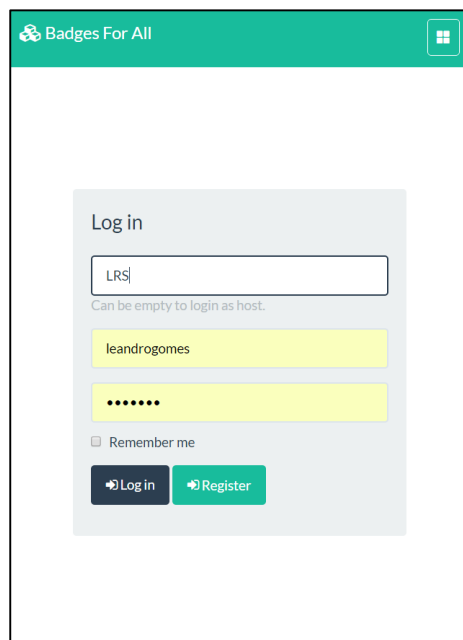 Badges For All
Log in
LRS
Can be empty to login as host.
leandrogomes
•••••••
Remember me
Log in Register